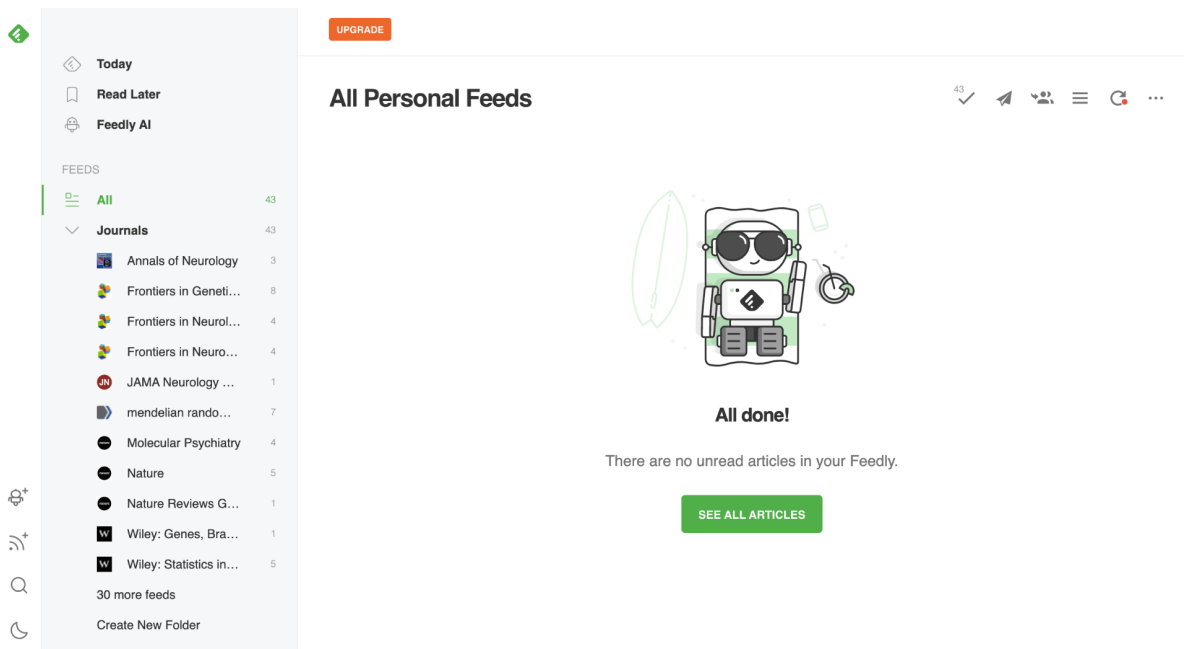 UPGRADE
Today
Read Later
Feedly AI
FEEDS
All 43
Journals 43
Annals of Neurology 3
Frontiers in Geneti... 8
Frontiers in Neurol... 4
Frontiers in Neuro... 4
JN JAMA Neurology ... 1
mendelian rando... 7
Molecular Psychiatry 4
Nature 5
Nature Reviews G... 1
W Wiley: Genes, Bra... 1
W Wiley: Statistics in... 5
30 more feeds
Create New Folder
All Personal Feeds
43
All done!
There are no unread articles in your Feedly.
SEE ALL ARTICLES